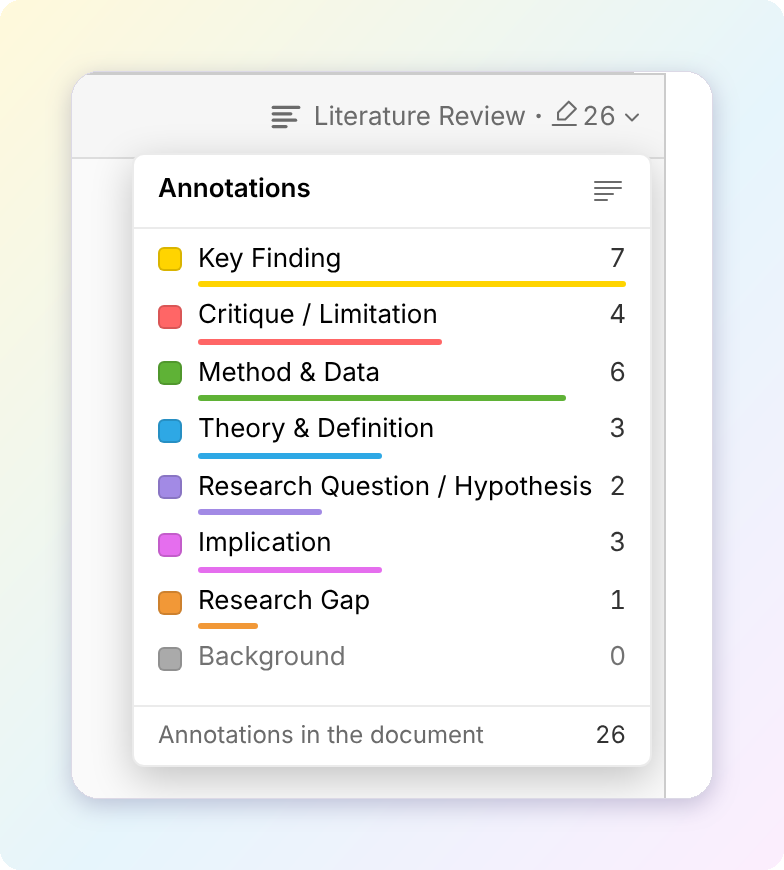 Literature Review • 26
Annotations
Key Finding 7
Critique / Limitation 4
Method & Data 6
Theory & Definition 3
Research Question / Hypothesis 2
Implication 3
Research Gap 1
Background 0
Annotations in the document 26